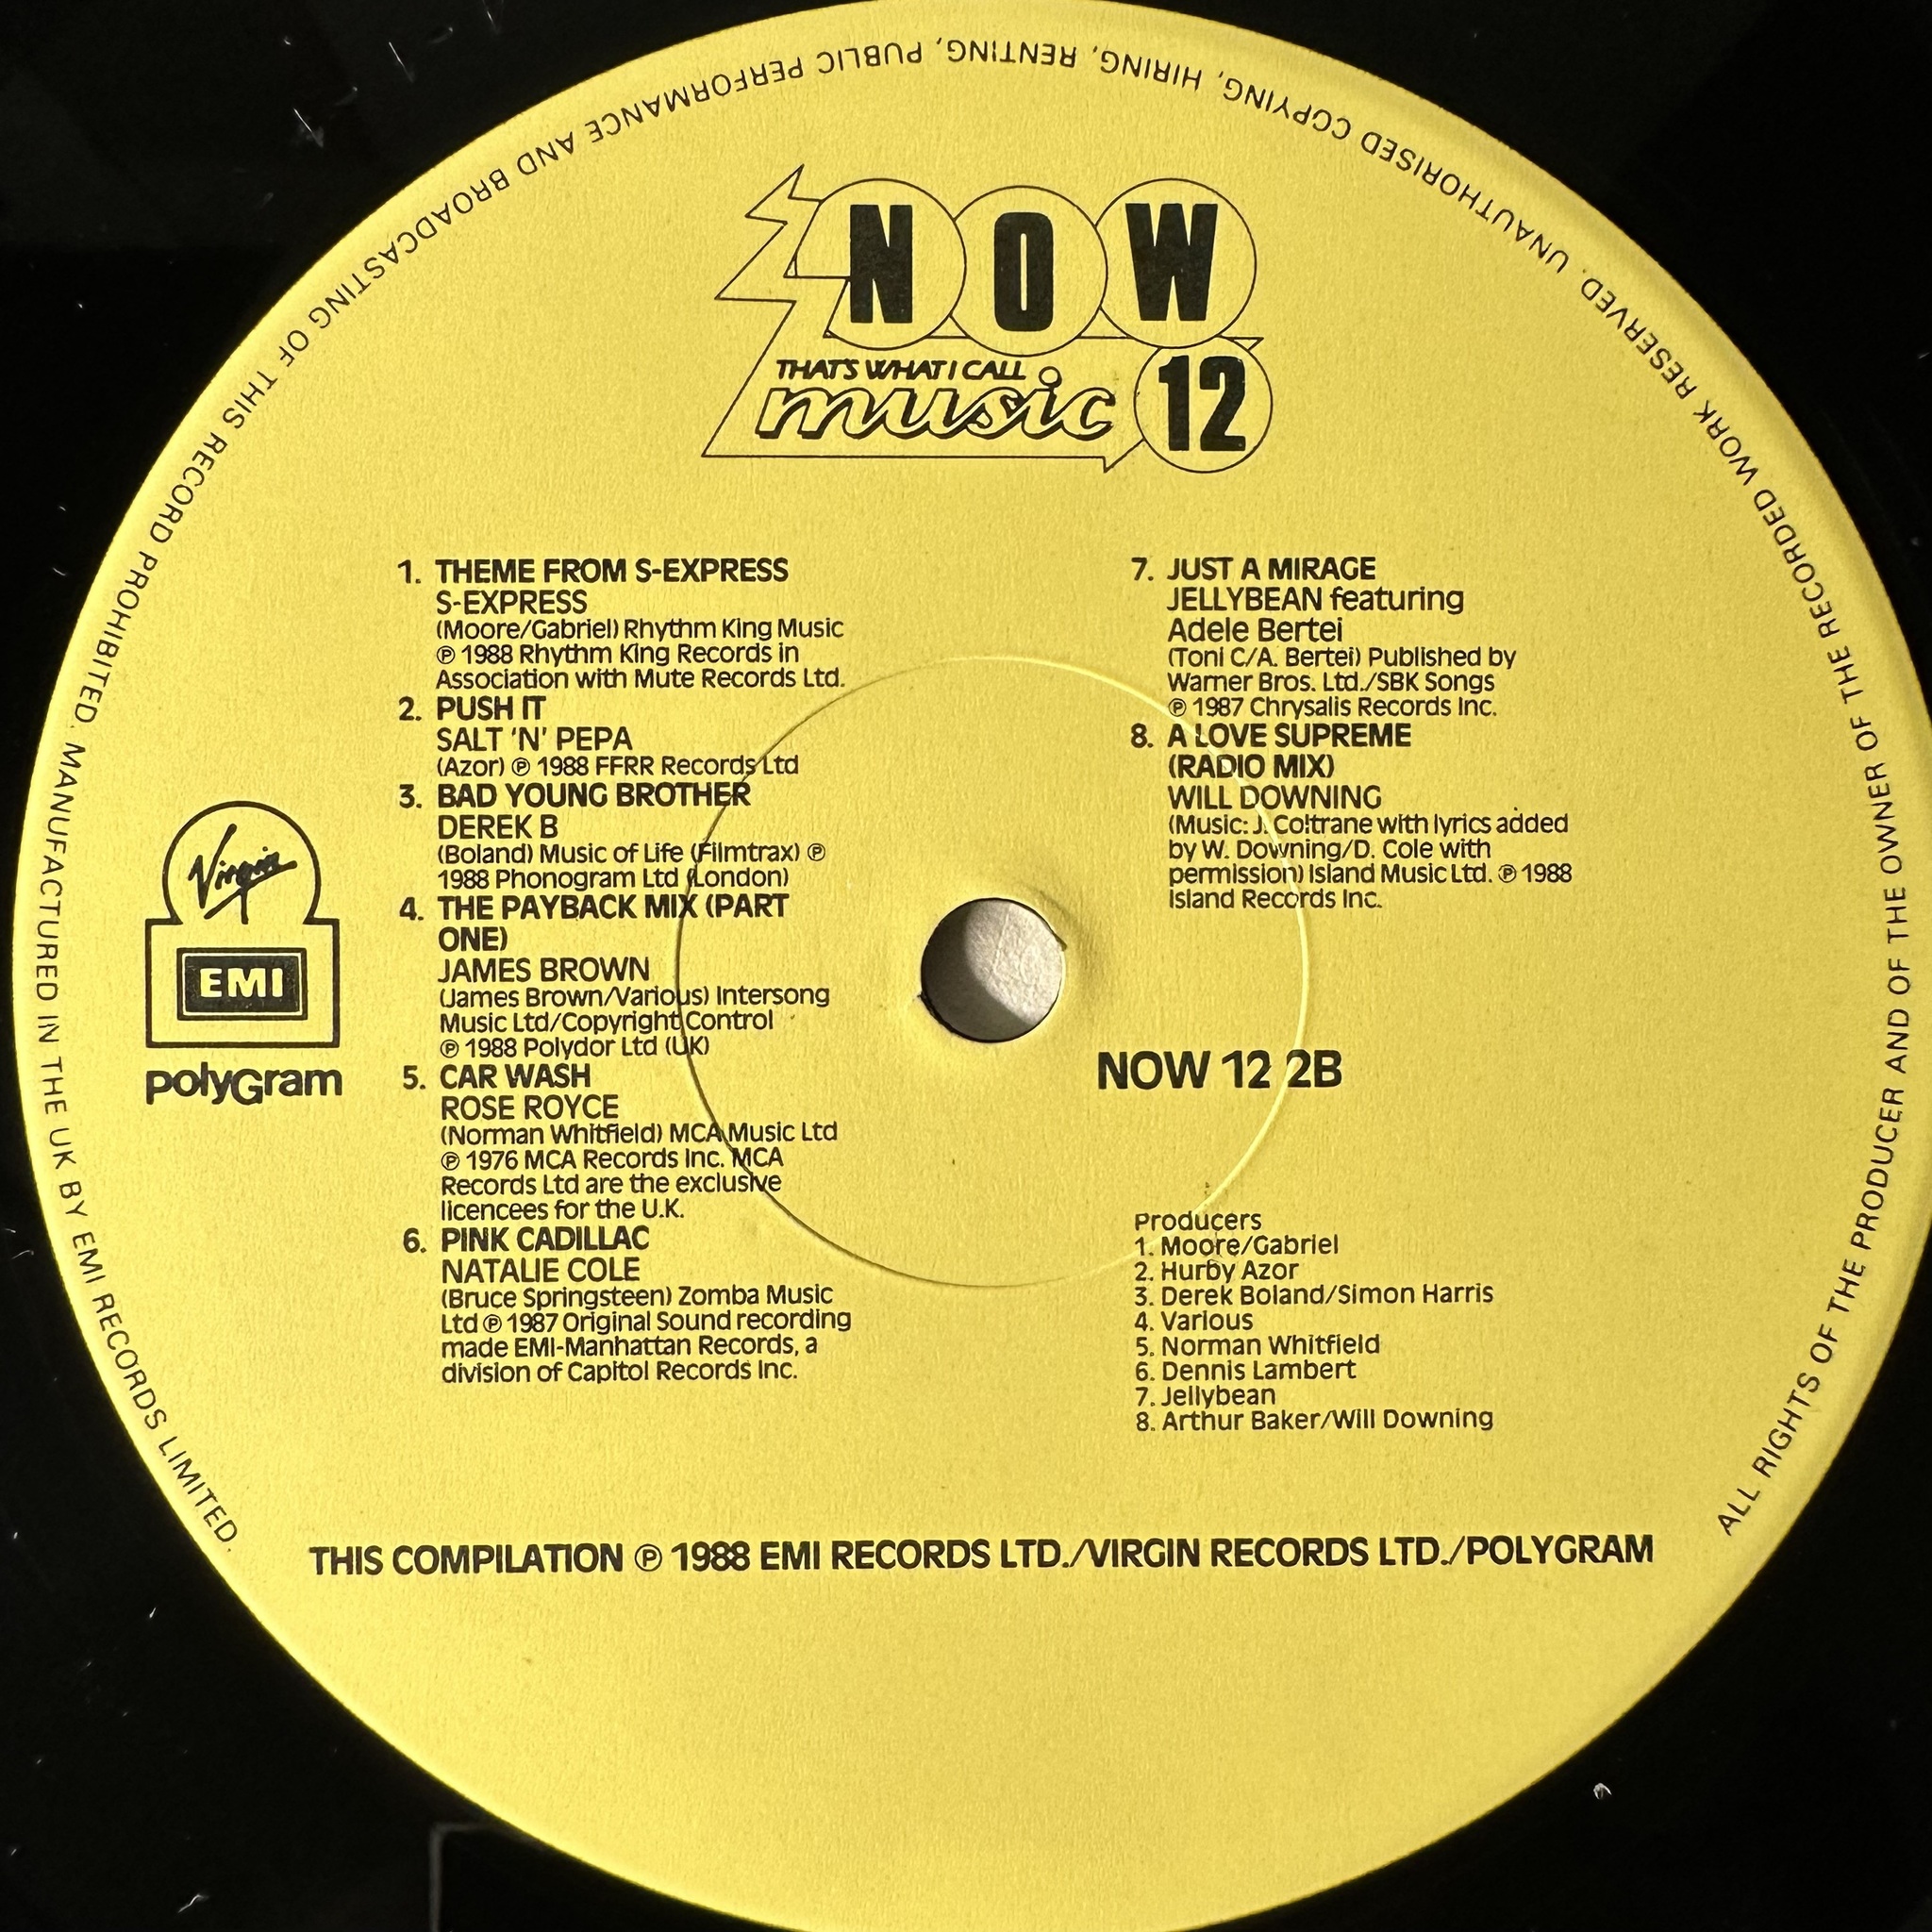 NOW
THAT'S WHAT I CALL
music 12
1. THEME FROM S-EXPRESS
S-EXPRESS
(Moore/Gabriel) Rhythm King Music
℗ 1988 Rhythm King Records in
Association with Mute Records Ltd.
2. PUSH IT
SALT 'N' PEPA
(Azor) ℗ 1988 FFRR Records Ltd
3. BAD YOUNG BROTHER
DEREK B
(Boland) Music of Life (Filmtrax) ℗
1988 Phonogram Ltd (London)
4. THE PAYBACK MIX (PART
ONE)
JAMES BROWN
(James Brown/Various) Intersong
Music Ltd/Copyright Control
℗ 1988 Polydor Ltd (UK)
5. CAR WASH
ROSE ROYCE
(Norman Whitfield) MCA Music Ltd
℗ 1976 MCA Records Inc. MCA
Records Ltd are the exclusive
licencees for the U.K.
6. PINK CADILLAC
NATALIE COLE
(Bruce Springsteen) Zomba Music
Ltd ℗ 1987 Original Sound recording
made EMI-Manhattan Records, a
division of Capitol Records Inc.
7. JUST A MIRAGE
JELLYBEAN featuring
Adele Bertei
(Toni C/A. Bertei) Published by
Warner Bros. Ltd./SBK Songs
℗ 1987 Chrysalis Records Inc.
8. A LOVE SUPREME
(RADIO MIX)
WILL DOWNING
(Music: J. Coltrane with lyrics added
by W. Downing/D. Cole with
permission) Island Music Ltd. ℗ 1988
Island Records Inc.
Virgin
EMI
polyGram
NOW 12 2B
Producers
1. Moore/Gabriel
2. Hurby Azor
3. Derek Boland/Simon Harris
4. Various
5. Norman Whitfield
6. Dennis Lambert
7. Jellybean
8. Arthur Baker/Will Downing
THIS COMPILATION ℗ 1988 EMI RECORDS LTD./VIRGIN RECORDS LTD./POLYGRAM
ALL RIGHTS OF THE PRODUCER AND OF THE OWNER OF THE RECORDED WORK RESERVED. UNAUTHORISED COPYING, HIRING, RENTING, PUBLIC PERFORMANCE AND BROADCASTING OF THIS RECORD PROHIBITED. MANUFACTURED IN THE UK BY EMI RECORDS LIMITED.